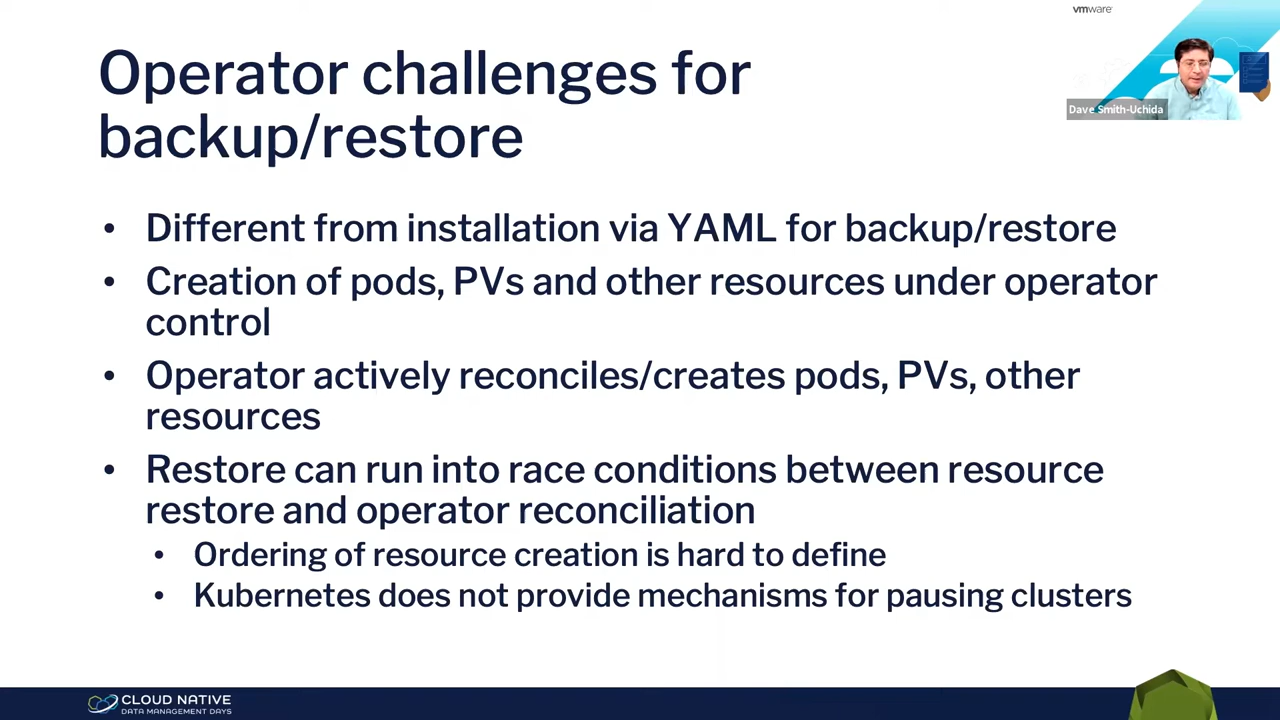 vmware
Dave Smith-Uchida
Operator challenges for
backup/restore
• Different from installation via YAML for backup/restore
• Creation of pods, PVs and other resources under operator
control
• Operator actively reconciles/creates pods, PVs, other
resources
• Restore can run into race conditions between resource
restore and operator reconciliation
• Ordering of resource creation is hard to define
• Kubernetes does not provide mechanisms for pausing clusters
CLOUD NATIVE
DATA MANAGEMENT DAYS